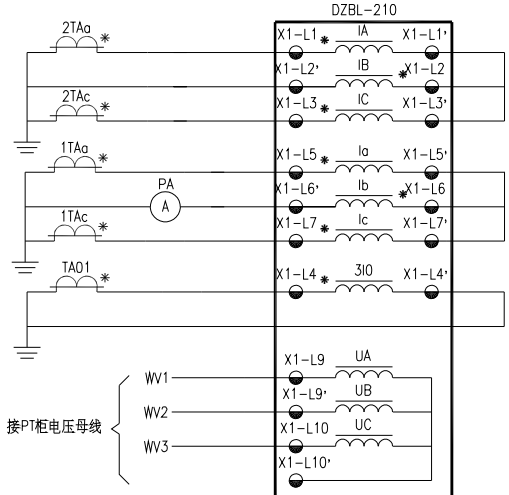 DZBL-210
2TAa * X1-L1 * IA X1-L1'
X1-L2' IB * X1-L2
2TAc * X1-L3 * IC X1-L3'
1TAa * X1-L5 * Ia X1-L5'
PA A X1-L6' Ib * X1-L6
1TAc * X1-L7 * Ic X1-L7'
TA01 * X1-L4 * 3I0 X1-L4'
WV1 X1-L9 UA
WV2 X1-L9' UB
接PT柜电压母线
WV3 X1-L10 UC
X1-L10'